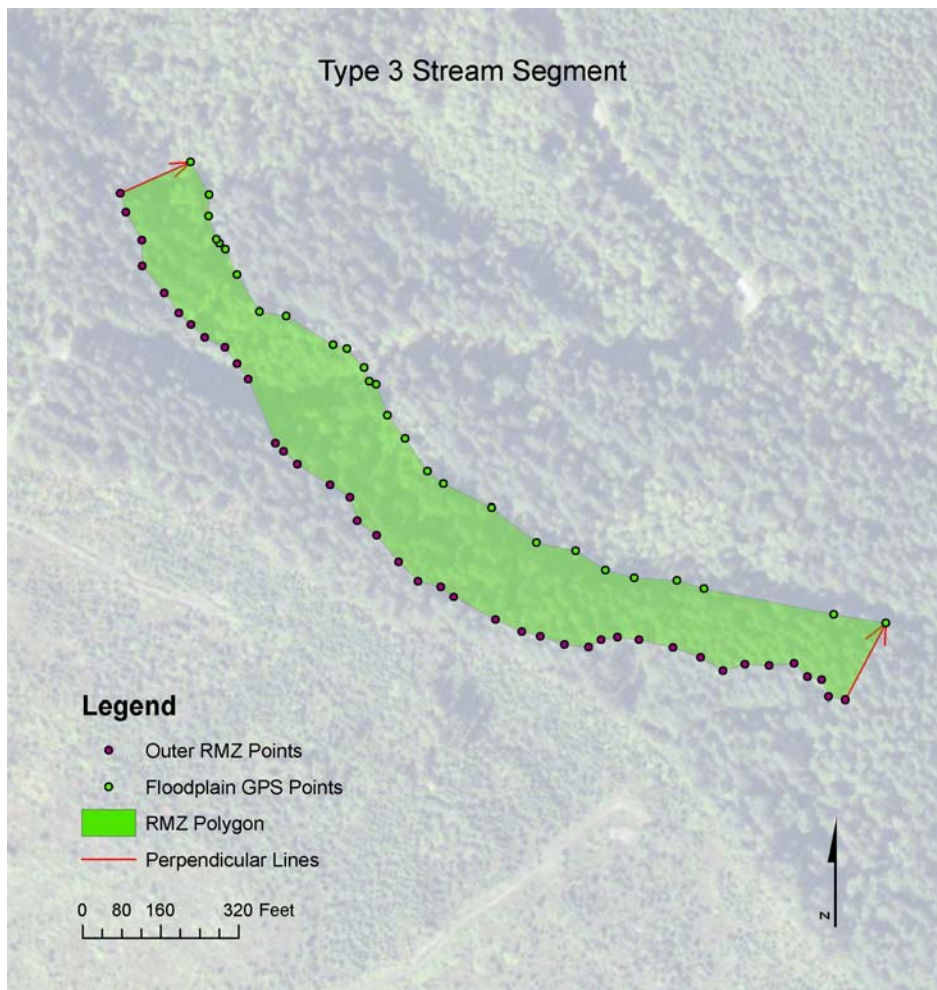 Type 3 Stream Segment
Legend
Outer RMZ Points
Floodplain GPS Points
RMZ Polygon
Perpendicular Lines
0 80 160 320 Feet
N